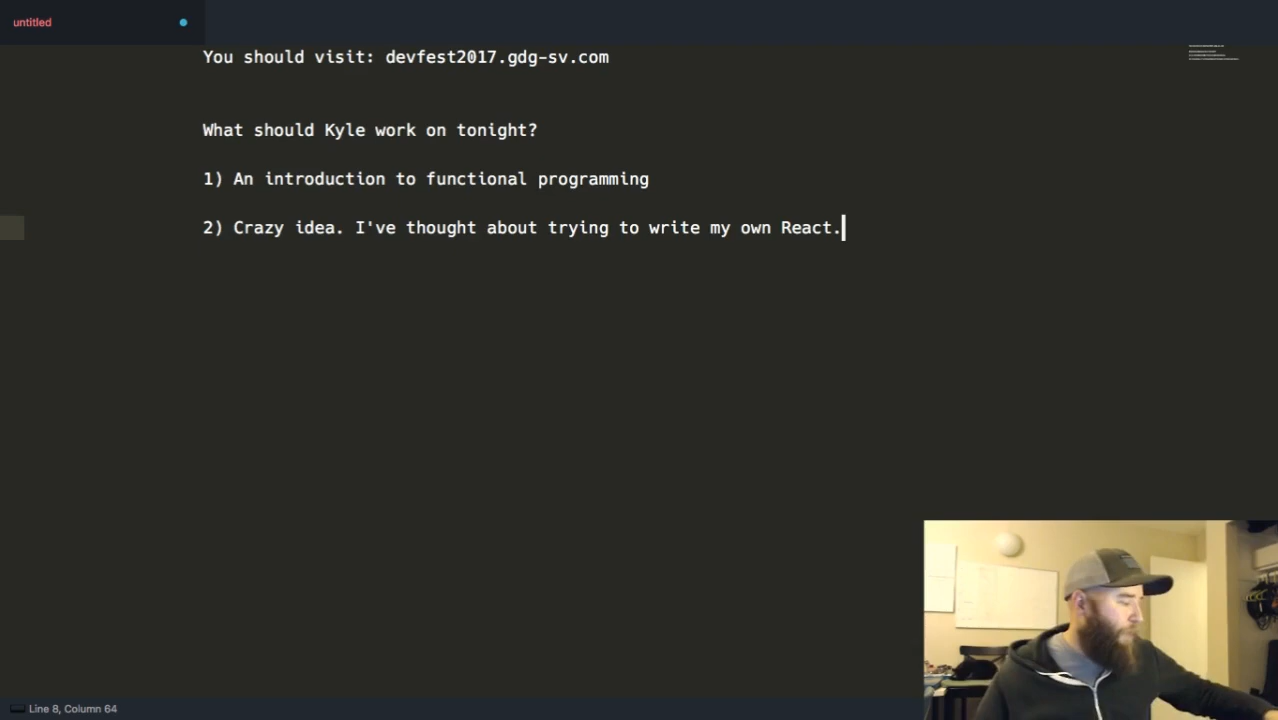 untitled
You should visit: devfest2017.gdg-sv.com
What should Kyle work on tonight?
1) An introduction to functional programming
2) Crazy idea. I've thought about trying to write my own React.
Line 8, Column 64